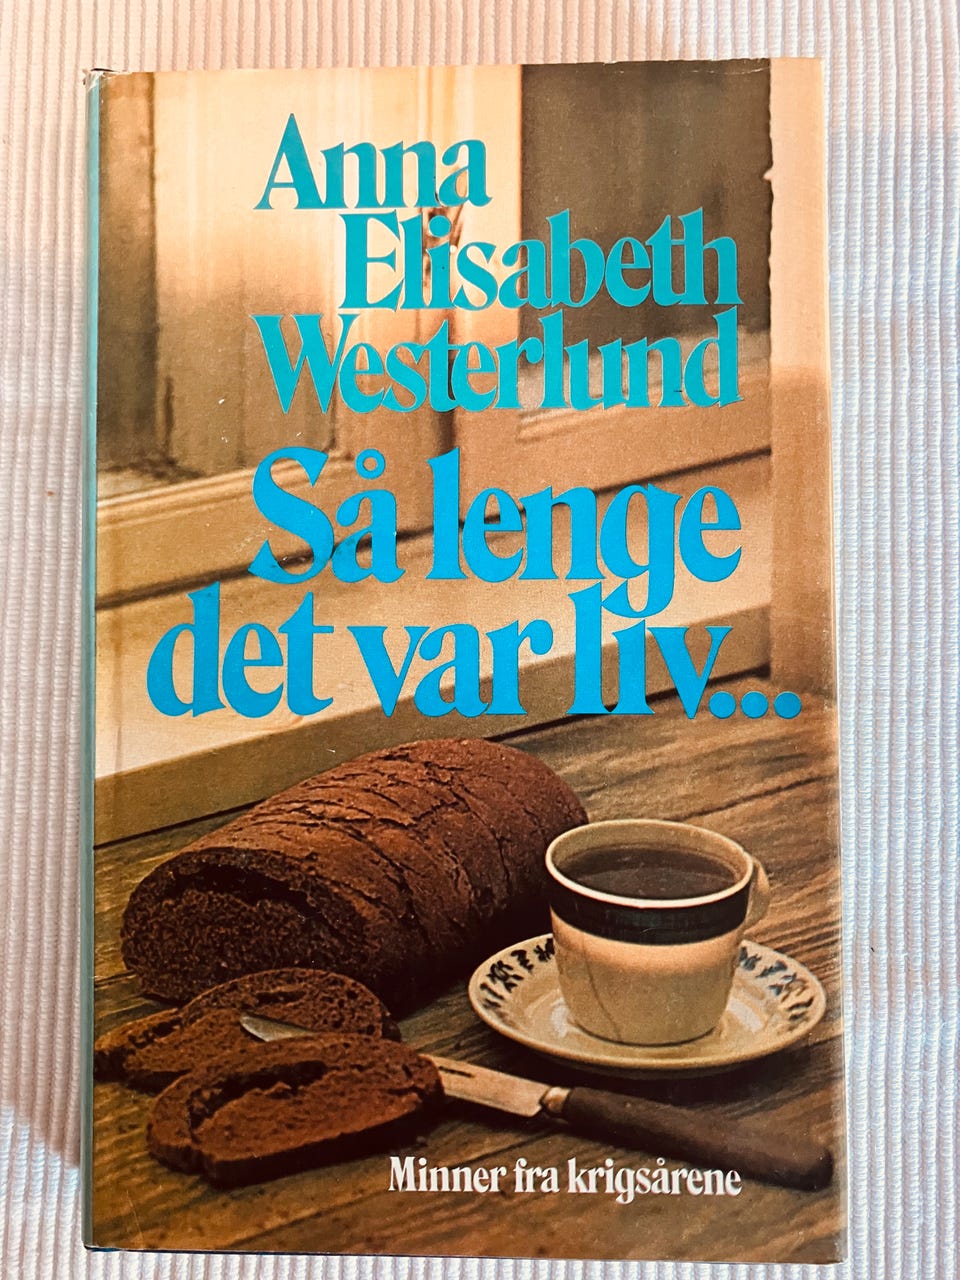 Anna
Elisabeth
Westerlund
Så lenge
det var liv...
Minner fra krigsårene